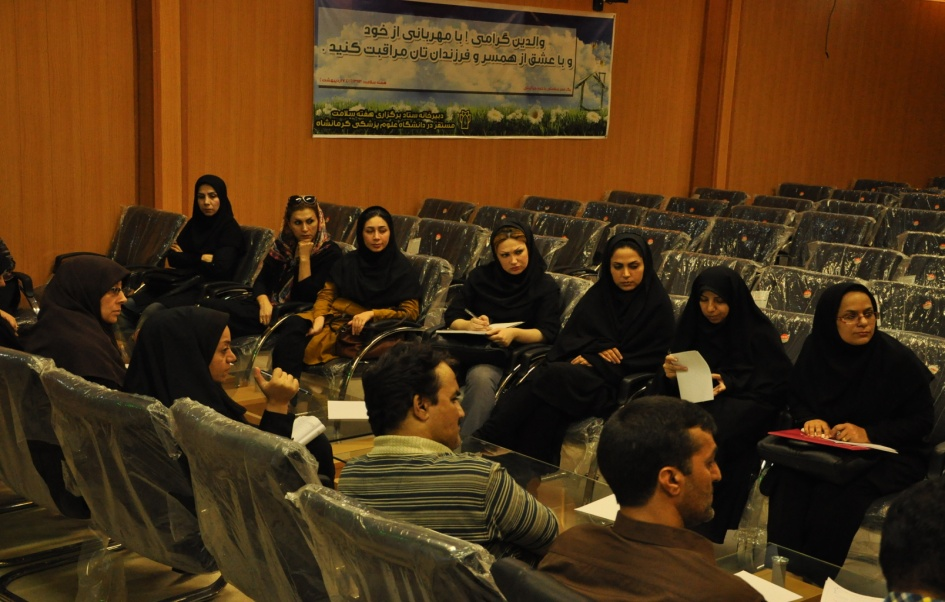 والدین گرامی ! با مهربانی از خود
و با عشق از همسر و فرزندان تان مراقبت کنید .
دبیرخانه ستاد برگزاری هفته سلامت
مستقر در دانشگاه علوم پزشکی کرمانشاه